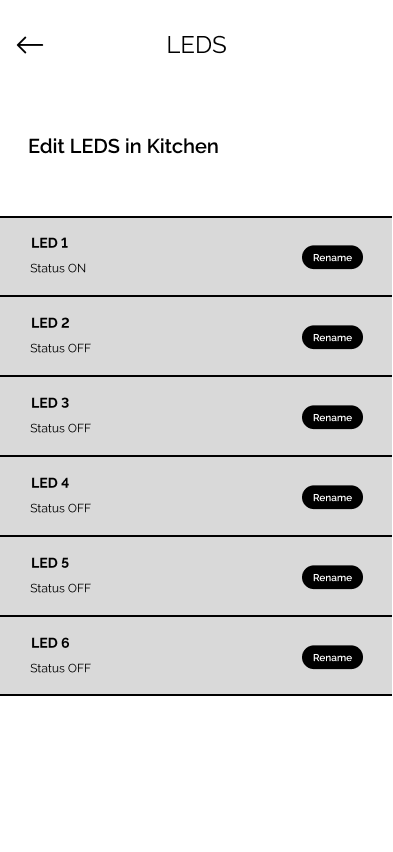 LEDS
Edit LEDS in Kitchen
LED 1
Status ON
Rename
LED 2
Status OFF
Rename
LED 3
Status OFF
Rename
LED 4
Status OFF
Rename
LED 5
Status OFF
Rename
LED 6
Status OFF
Rename